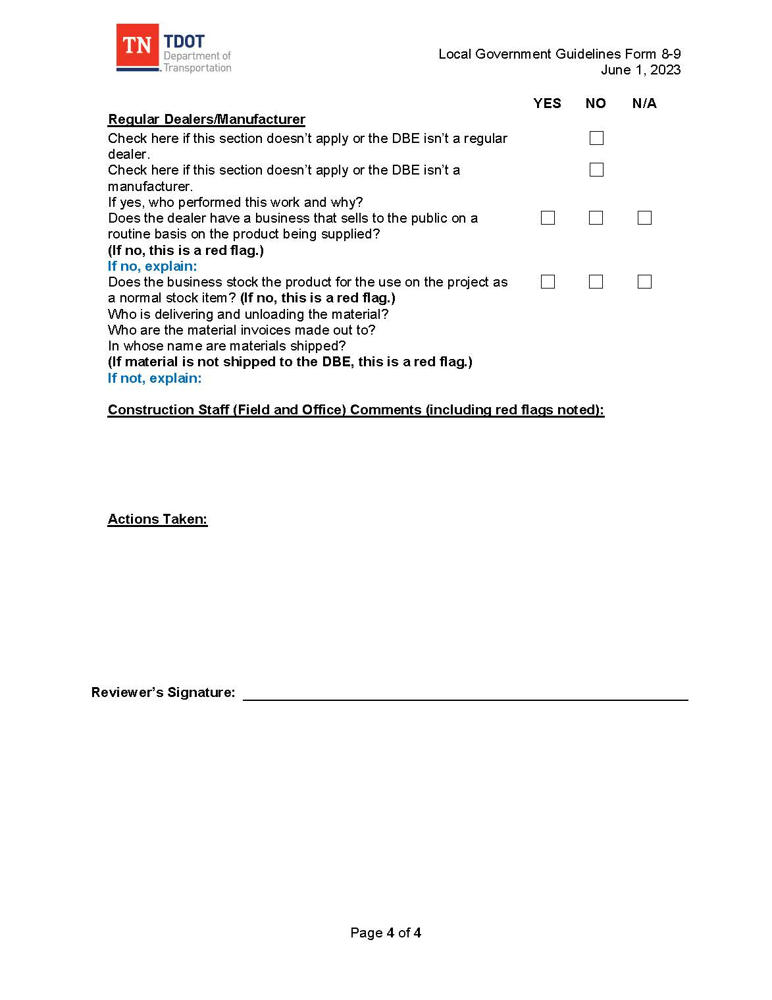 TN TDOT
Department of
Transportation
Local Government Guidelines Form 8-9
June 1, 2023
YES NO N/A
Regular Dealers/Manufacturer
Check here if this section doesn’t apply or the DBE isn’t a regular
dealer.
Check here if this section doesn’t apply or the DBE isn’t a
manufacturer.
If yes, who performed this work and why?
Does the dealer have a business that sells to the public on a
routine basis on the product being supplied?
(If no, this is a red flag.)
If no, explain:
Does the business stock the product for the use on the project as
a normal stock item? (If no, this is a red flag.)
Who is delivering and unloading the material?
Who are the material invoices made out to?
In whose name are materials shipped?
(If material is not shipped to the DBE, this is a red flag.)
If not, explain:
Construction Staff (Field and Office) Comments (including red flags noted):
Actions Taken:
Reviewer’s Signature:
Page 4 of 4